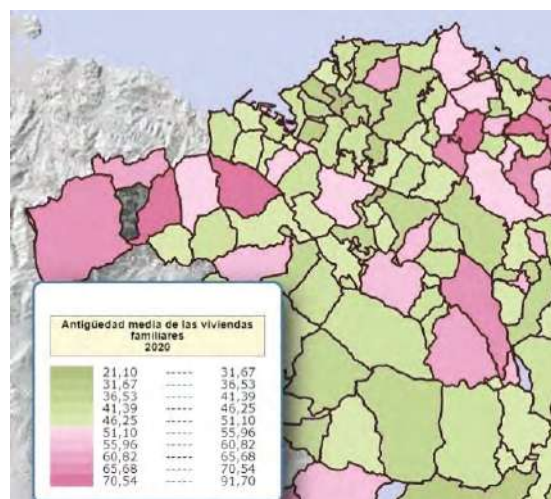 Antigüedad media de las viviendas
familiares
2020
21,10 ----- 31,67
31,67 ----- 36,53
36,53 ----- 41,39
41,39 ----- 46,25
46,25 ----- 51,10
51,10 ----- 55,96
55,96 ----- 60,82
60,82 ----- 65,68
65,68 ----- 70,54
70,54 ----- 91,70